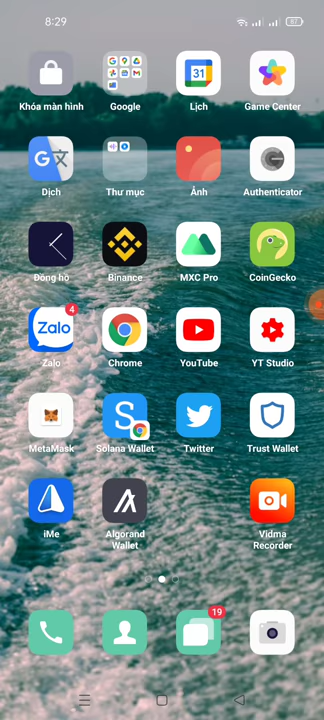 8:29
87
31
Khóa màn hình
Google
Lịch
Game Center
G文
Dịch
Thư mục
Ảnh
Authenticator
Đồng hồ
Binance
MXC Pro
CoinGecko
Zalo
4
Zalo
Chrome
YouTube
YT Studio
S
MetaMask
Solana Wallet
Twitter
Trust Wallet
iMe
Algorand
Wallet
Vidma
Recorder
19